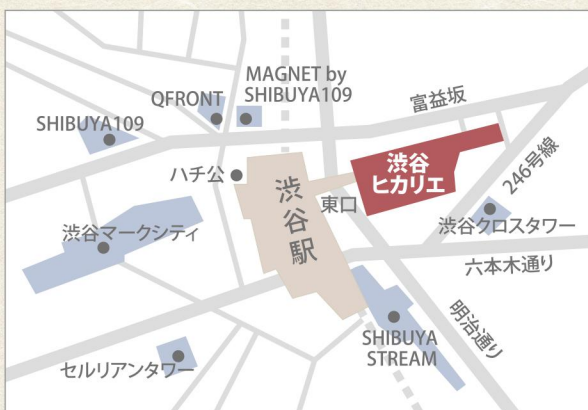 MAGNET by
SHIBUYA109
QFRONT
SHIBUYA109
富益坂
ハチ公
渋谷駅
東口
渋谷
ヒカリエ
246号線
渋谷クロスタワー
六本木通り
渋谷マークシティ
明治通り
SHIBUYA
STREAM
セルリアンタワー